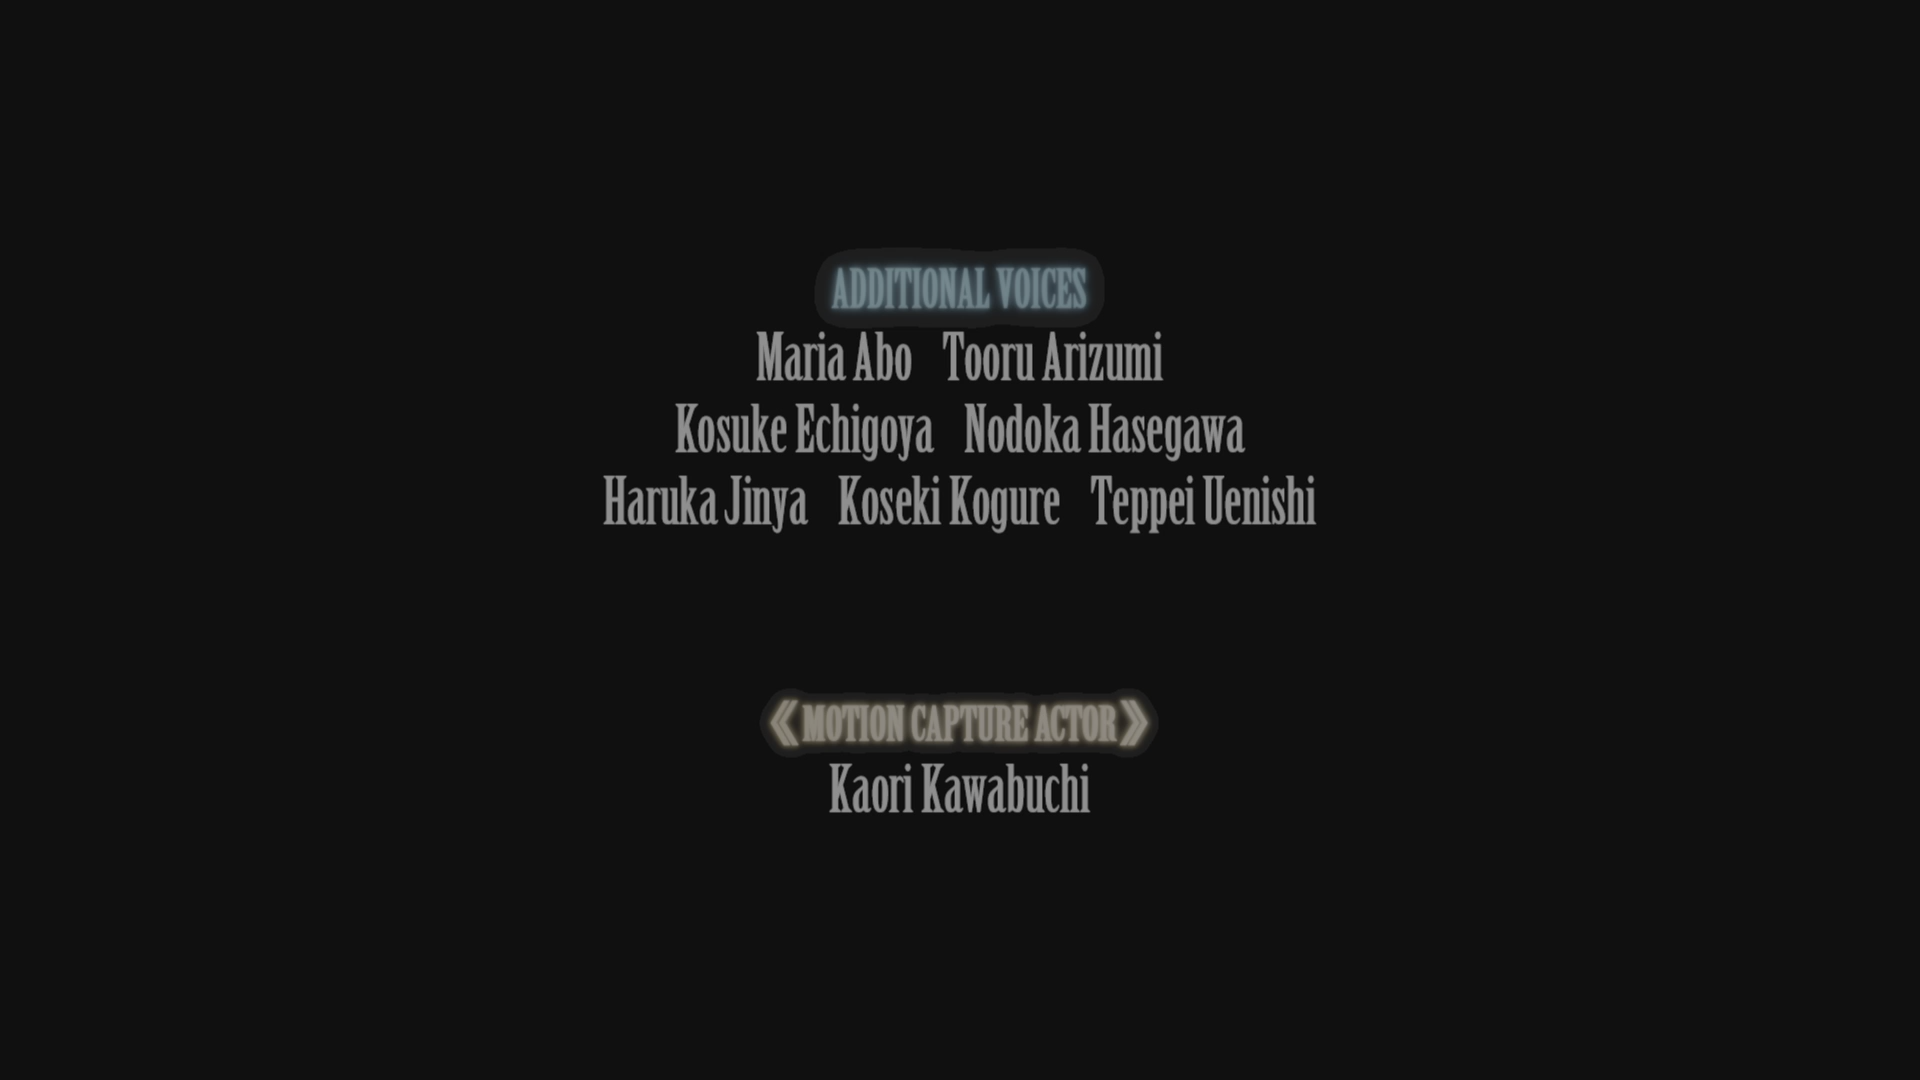 ADDITIONAL VOICES
Maria Abo Tooru Arizumi
Kosuke Echigoya Nodoka Hasegawa
Haruka Jinya Koseki Kogure Teppei Uenishi
《MOTION CAPTURE ACTOR》
Kaori Kawabuchi